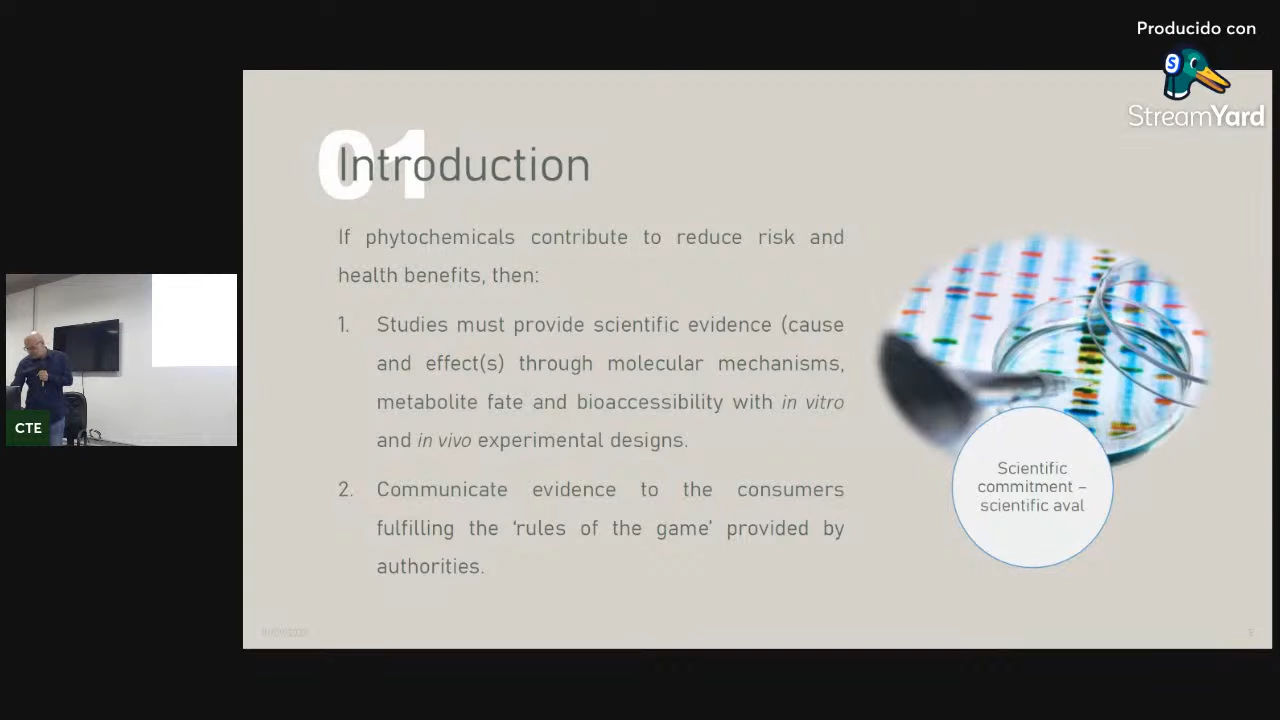 Producido con
StreamYard
01
Introduction
If phytochemicals contribute to reduce risk and
health benefits, then:
1. Studies must provide scientific evidence (cause
and effect(s) through molecular mechanisms,
metabolite fate and bioaccessibility with in vitro
and in vivo experimental designs.
2. Communicate evidence to the consumers
fulfilling the ‘rules of the game’ provided by
authorities.
Scientific
commitment –
scientific aval
CTE